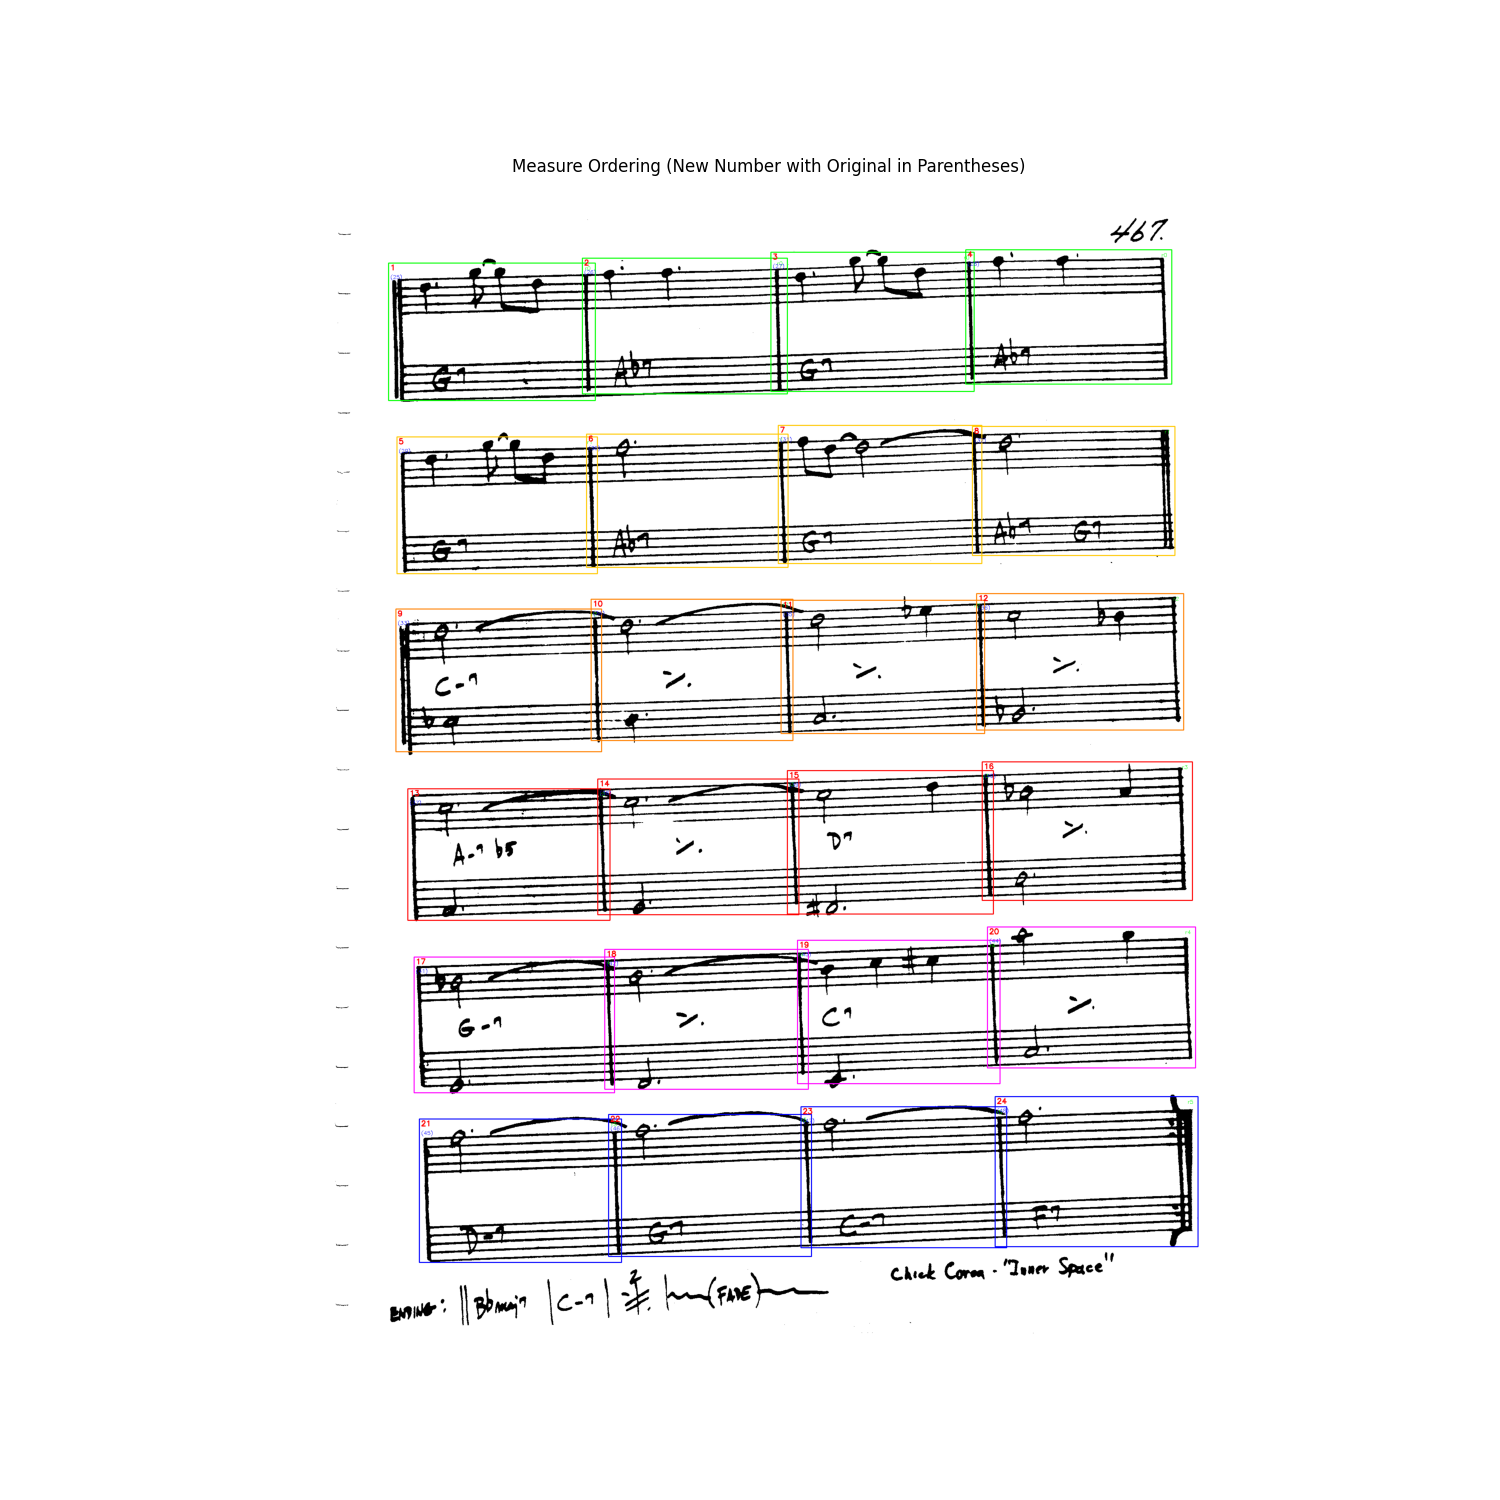 Measure Ordering (New Number with Original in Parentheses)
467.
1 2 3 4
G7 Ab7 G7 Ab7
5 6 7 8
G7 Ab7 G7 Ab7 G7
9 10 11 12
C-7
13 14 15 16
A-7 b5 D7
17 18 19 20
G-7 C7
21 22 23 24
D-7 G7 C-7 F7
Chick Corea - "Inner Space"
ENDING: || Bbmaj7 | C-7 | 2 | (FADE)